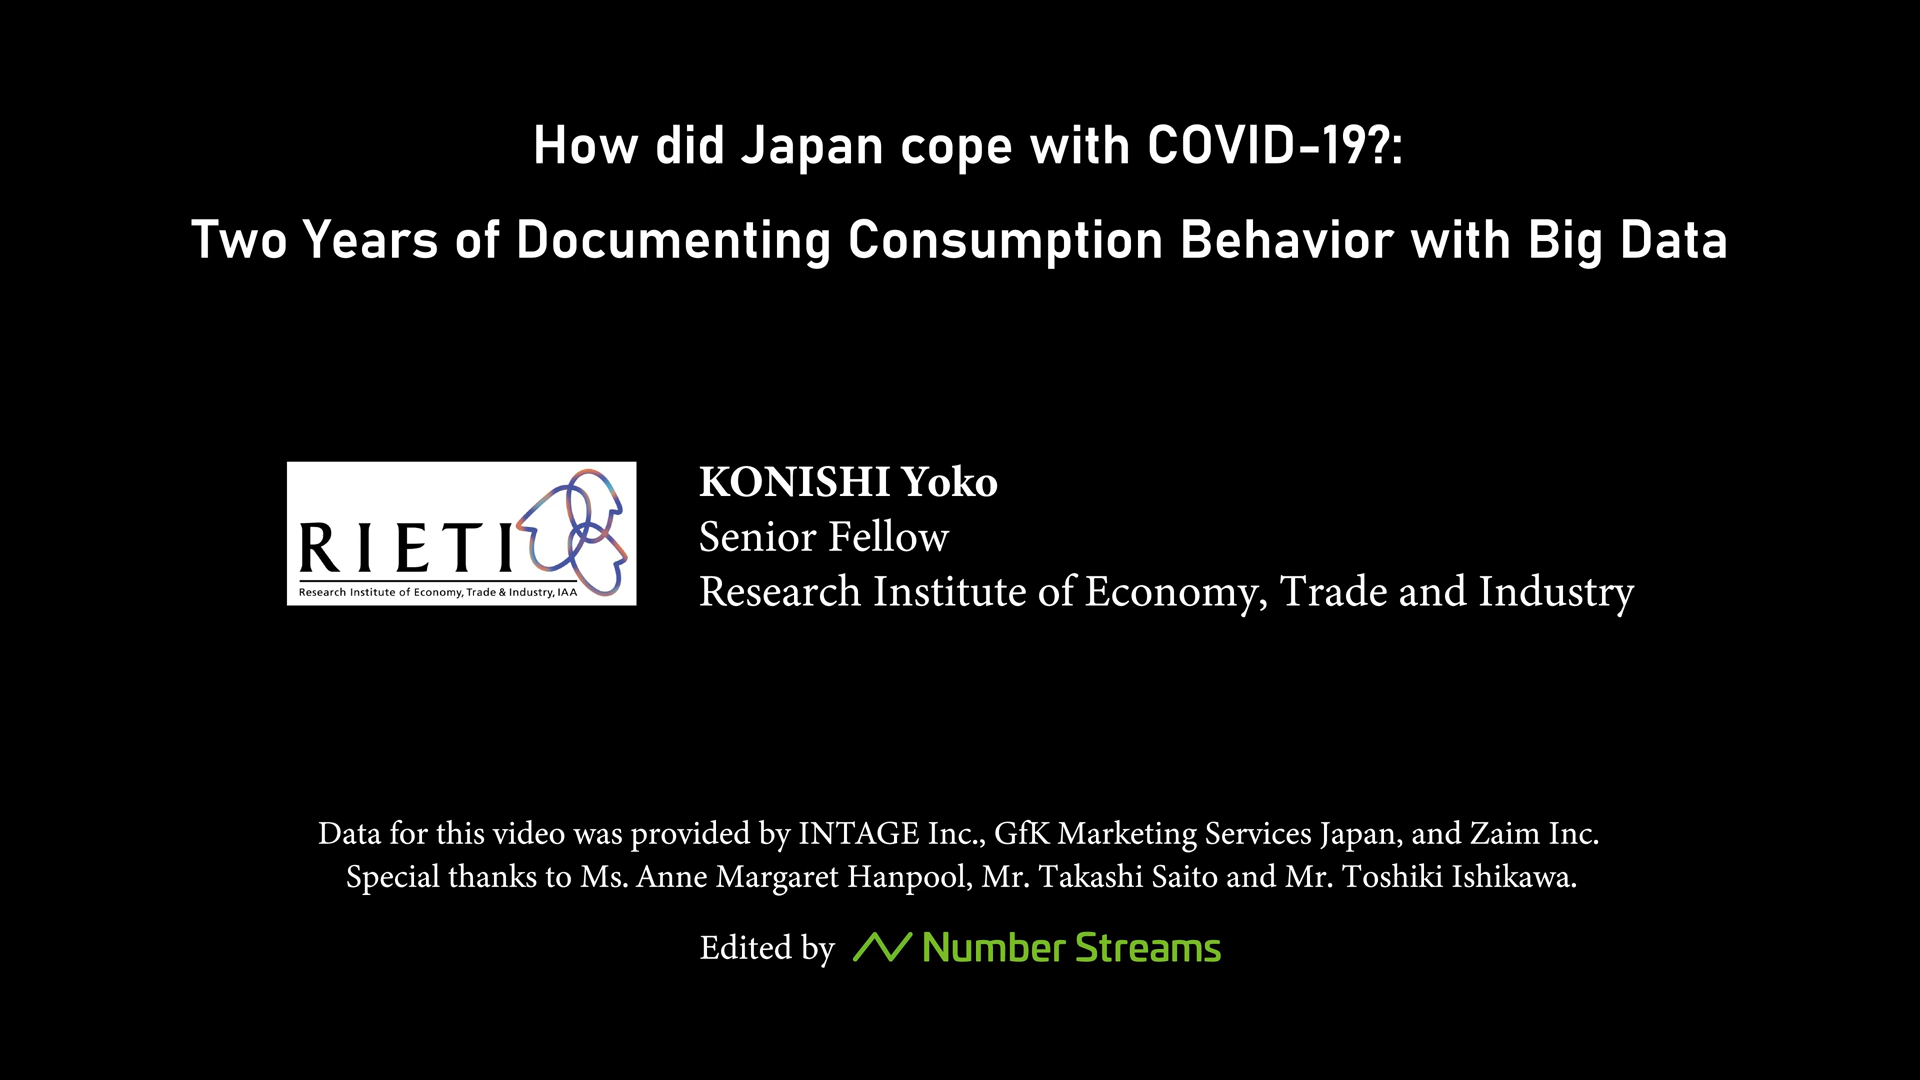 How did Japan cope with COVID-19?:
Two Years of Documenting Consumption Behavior with Big Data
RIETI
Research Institute of Economy, Trade & Industry, IAA
KONISHI Yoko
Senior Fellow
Research Institute of Economy, Trade and Industry
Data for this video was provided by INTAGE Inc., GfK Marketing Services Japan, and Zaim Inc.
Special thanks to Ms. Anne Margaret Hanpool, Mr. Takashi Saito and Mr. Toshiki Ishikawa.
Edited by Number Streams